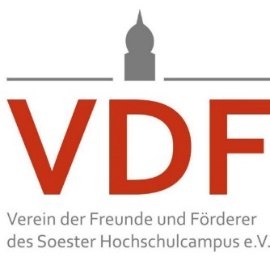 VDF
Verein der Freunde und Förderer
des Soester Hochschulcampus e.V.